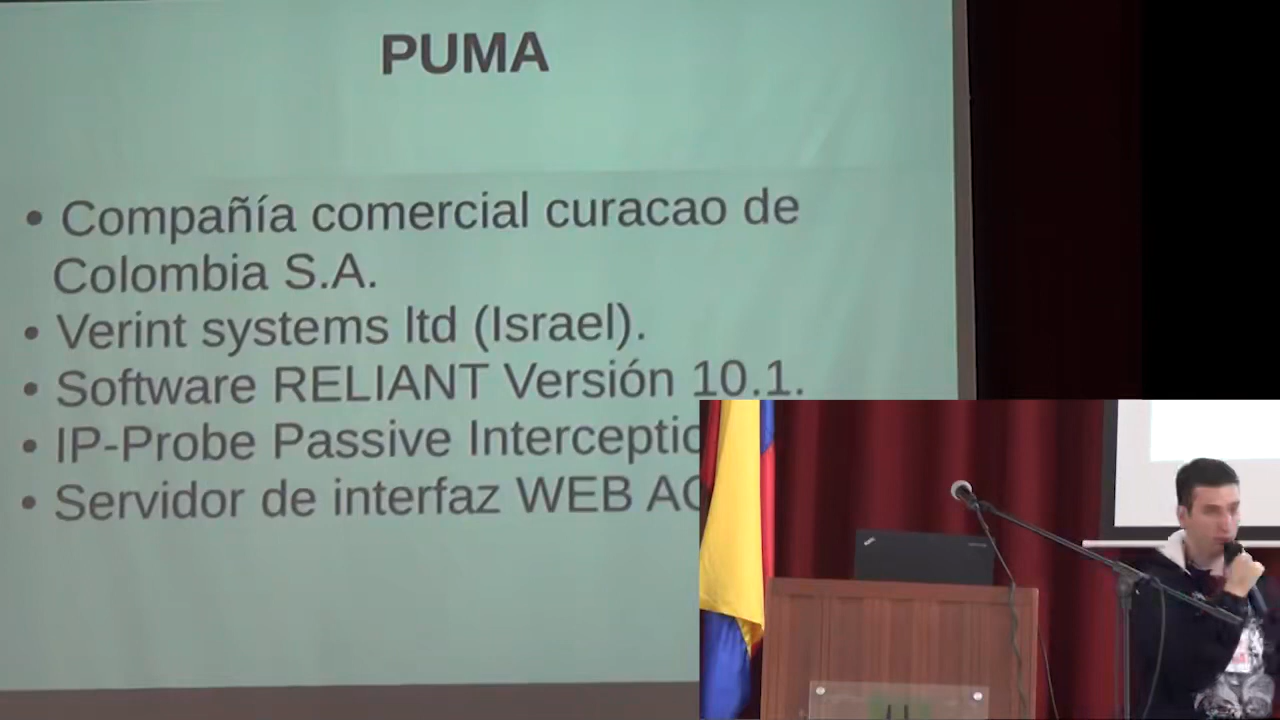 PUMA
• Compañía comercial curacao de
Colombia S.A.
• Verint systems ltd (Israel).
• Software RELIANT Versión 10.1.
• IP-Probe Passive
• Servidor de interfaz WEB